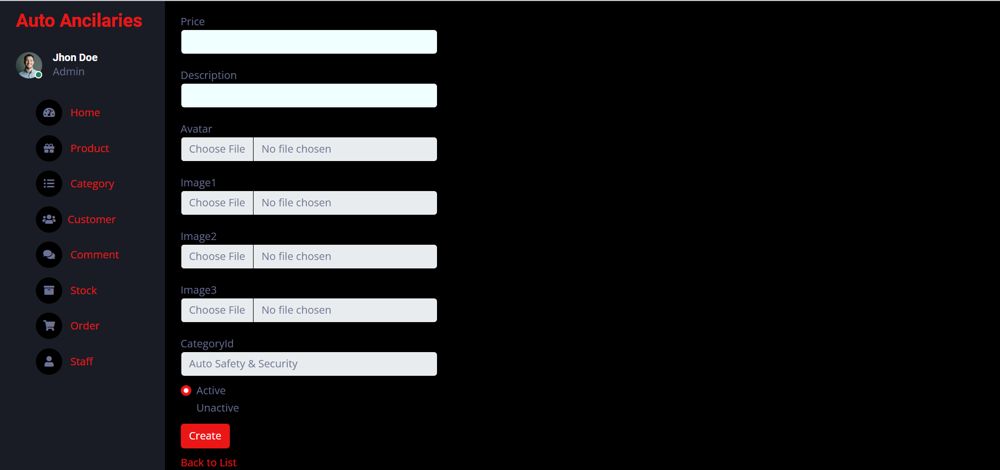 Auto Ancilaries
Jhon Doe
Admin
Home
Product
Category
Customer
Comment
Stock
Order
Staff
Price
Description
Avatar
Choose File No file chosen
Image1
Choose File No file chosen
Image2
Choose File No file chosen
Image3
Choose File No file chosen
CategoryId
Auto Safety & Security
Active
Unactive
Create
Back to List